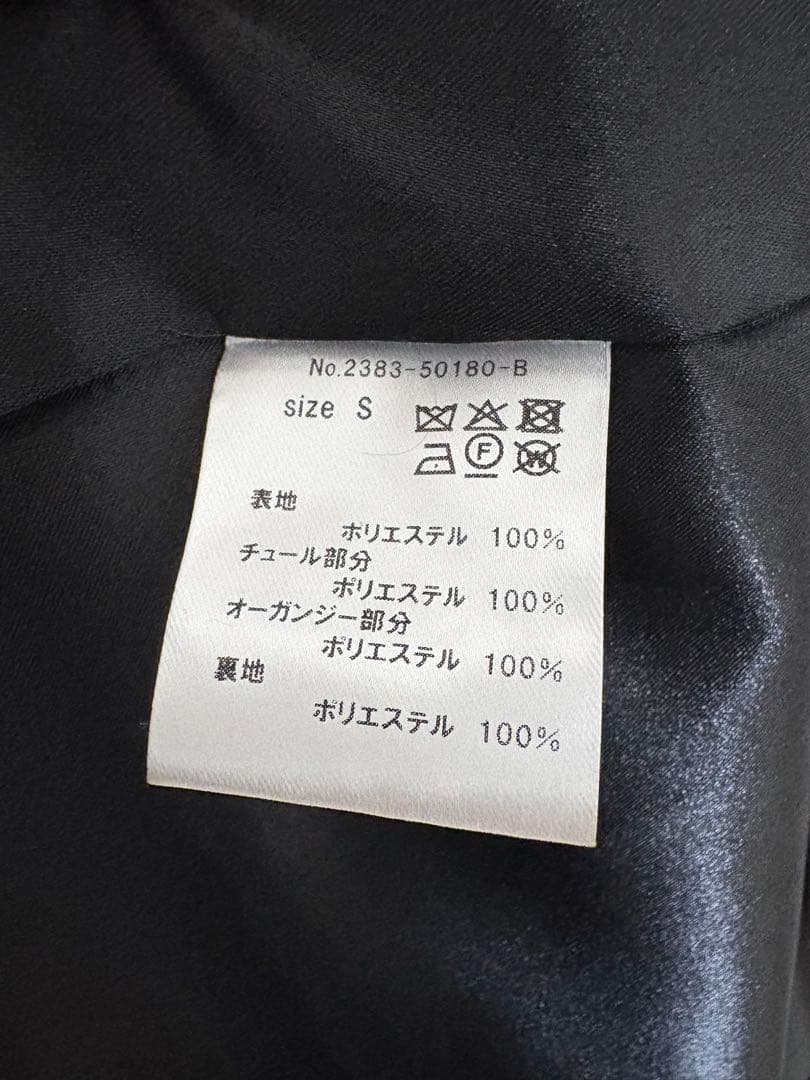 No.2383-50180-B
size S
F
W
表地
ポリエステル 100%
チュール部分
ポリエステル 100%
オーガンジー部分
ポリエステル 100%
裏地
ポリエステル 100%